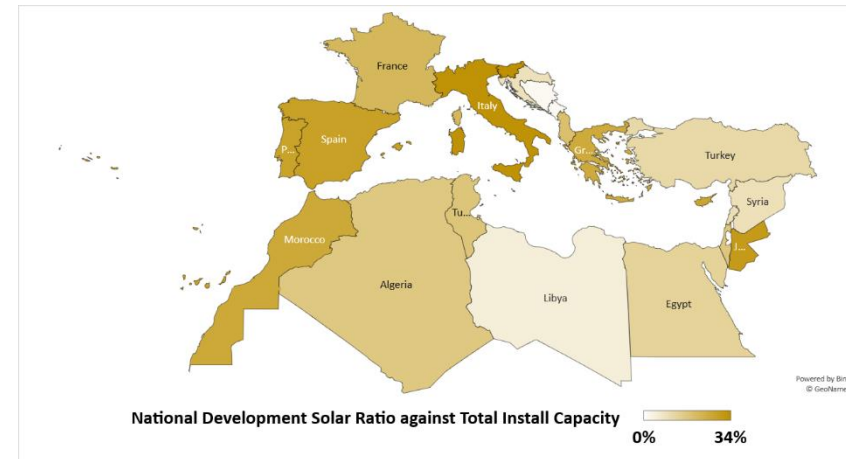 France
Italy
P...
Spain
Gr...
Turkey
Tu...
Syria
Morocco
J...
Algeria
Libya
Egypt
Powered by Bin
© GeoName
National Development Solar Ratio against Total Install Capacity
0%
34%